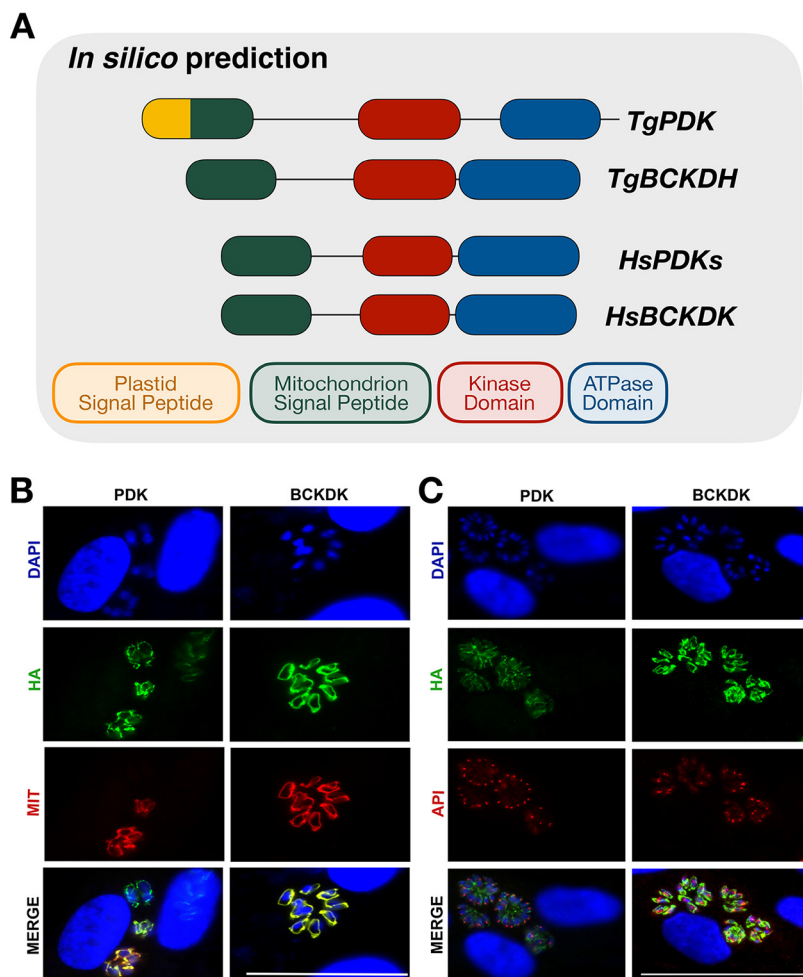 A
In silico prediction
TgPDK
TgBCKDH
HsPDKs
HsBCKDK
Plastid
Signal Peptide
Mitochondrion
Signal Peptide
Kinase
Domain
ATPase
Domain
B
PDK
BCKDK
DAPI
HA
MIT
MERGE
C
PDK
BCKDK
DAPI
HA
API
MERGE